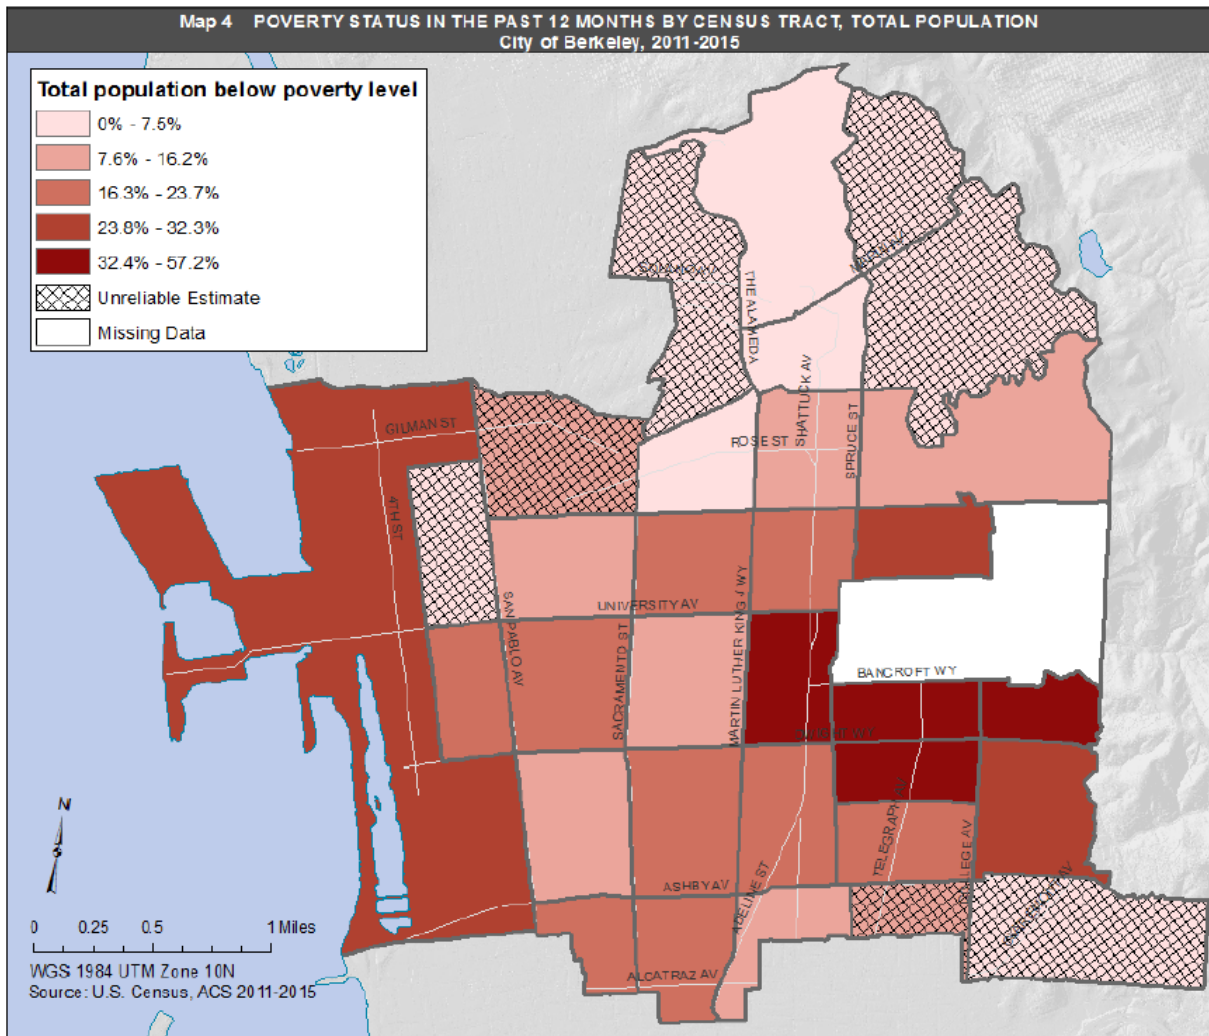 Map 4 POVERTY STATUS IN THE PAST 12 MONTHS BY CENSUS TRACT, TOTAL POPULATION
City of Berkeley, 2011-2015
Total population below poverty level
0% - 7.5%
7.6% - 16.2%
16.3% - 23.7%
23.8% - 32.3%
32.4% - 57.2%
Unreliable Estimate
Missing Data
THE ALAMEDA
SHATTUCK AV
SPRUCE ST
GILMAN ST
ROSE ST
4TH ST
SAN PABLO AV
UNIVERSITY AV
SACRAMENTO ST
MARTIN LUTHER KING J WY
BANCROFT WY
DWIGHT WY
TELEGRAPH AV
COLLEGE AV
ASHBY AV
ADELINE ST
ALCATRAZ AV
N
0 0.25 0.5 1 Miles
WGS 1984 UTM Zone 10N
Source: U.S. Census, ACS 2011-2015